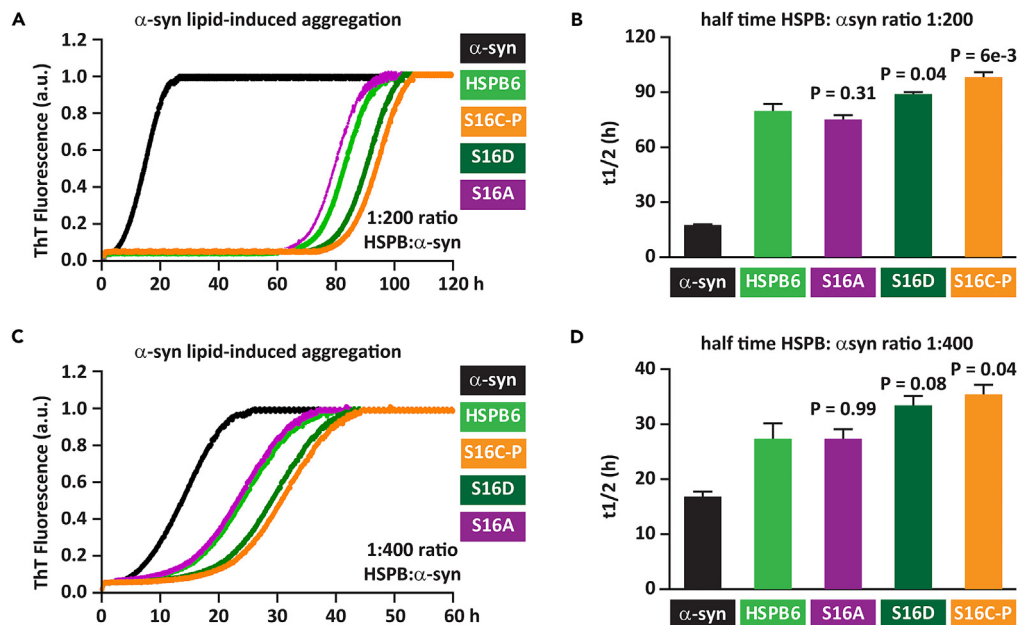 A
α-syn lipid-induced aggregation
ThT Fluorescence (a.u.)
1.2
1.0
0.8
0.6
0.4
0.2
0.0
0
20
40
60
80
100
120 h
1:200 ratio
HSPB:α-syn
α-syn
HSPB6
S16C-P
S16D
S16A
B
half time HSPB: αsyn ratio 1:200
t1/2 (h)
120
90
60
30
0
P = 0.31
P = 0.04
P = 6e-3
α-syn
HSPB6
S16A
S16D
S16C-P
C
α-syn lipid-induced aggregation
ThT Fluorescence (a.u.)
1.2
1.0
0.8
0.6
0.4
0.2
0.0
0
10
20
30
40
50
60 h
1:400 ratio
HSPB:α-syn
α-syn
HSPB6
S16C-P
S16D
S16A
D
half time HSPB: αsyn ratio 1:400
t1/2 (h)
40
30
20
10
0
P = 0.99
P = 0.08
P = 0.04
α-syn
HSPB6
S16A
S16D
S16C-P